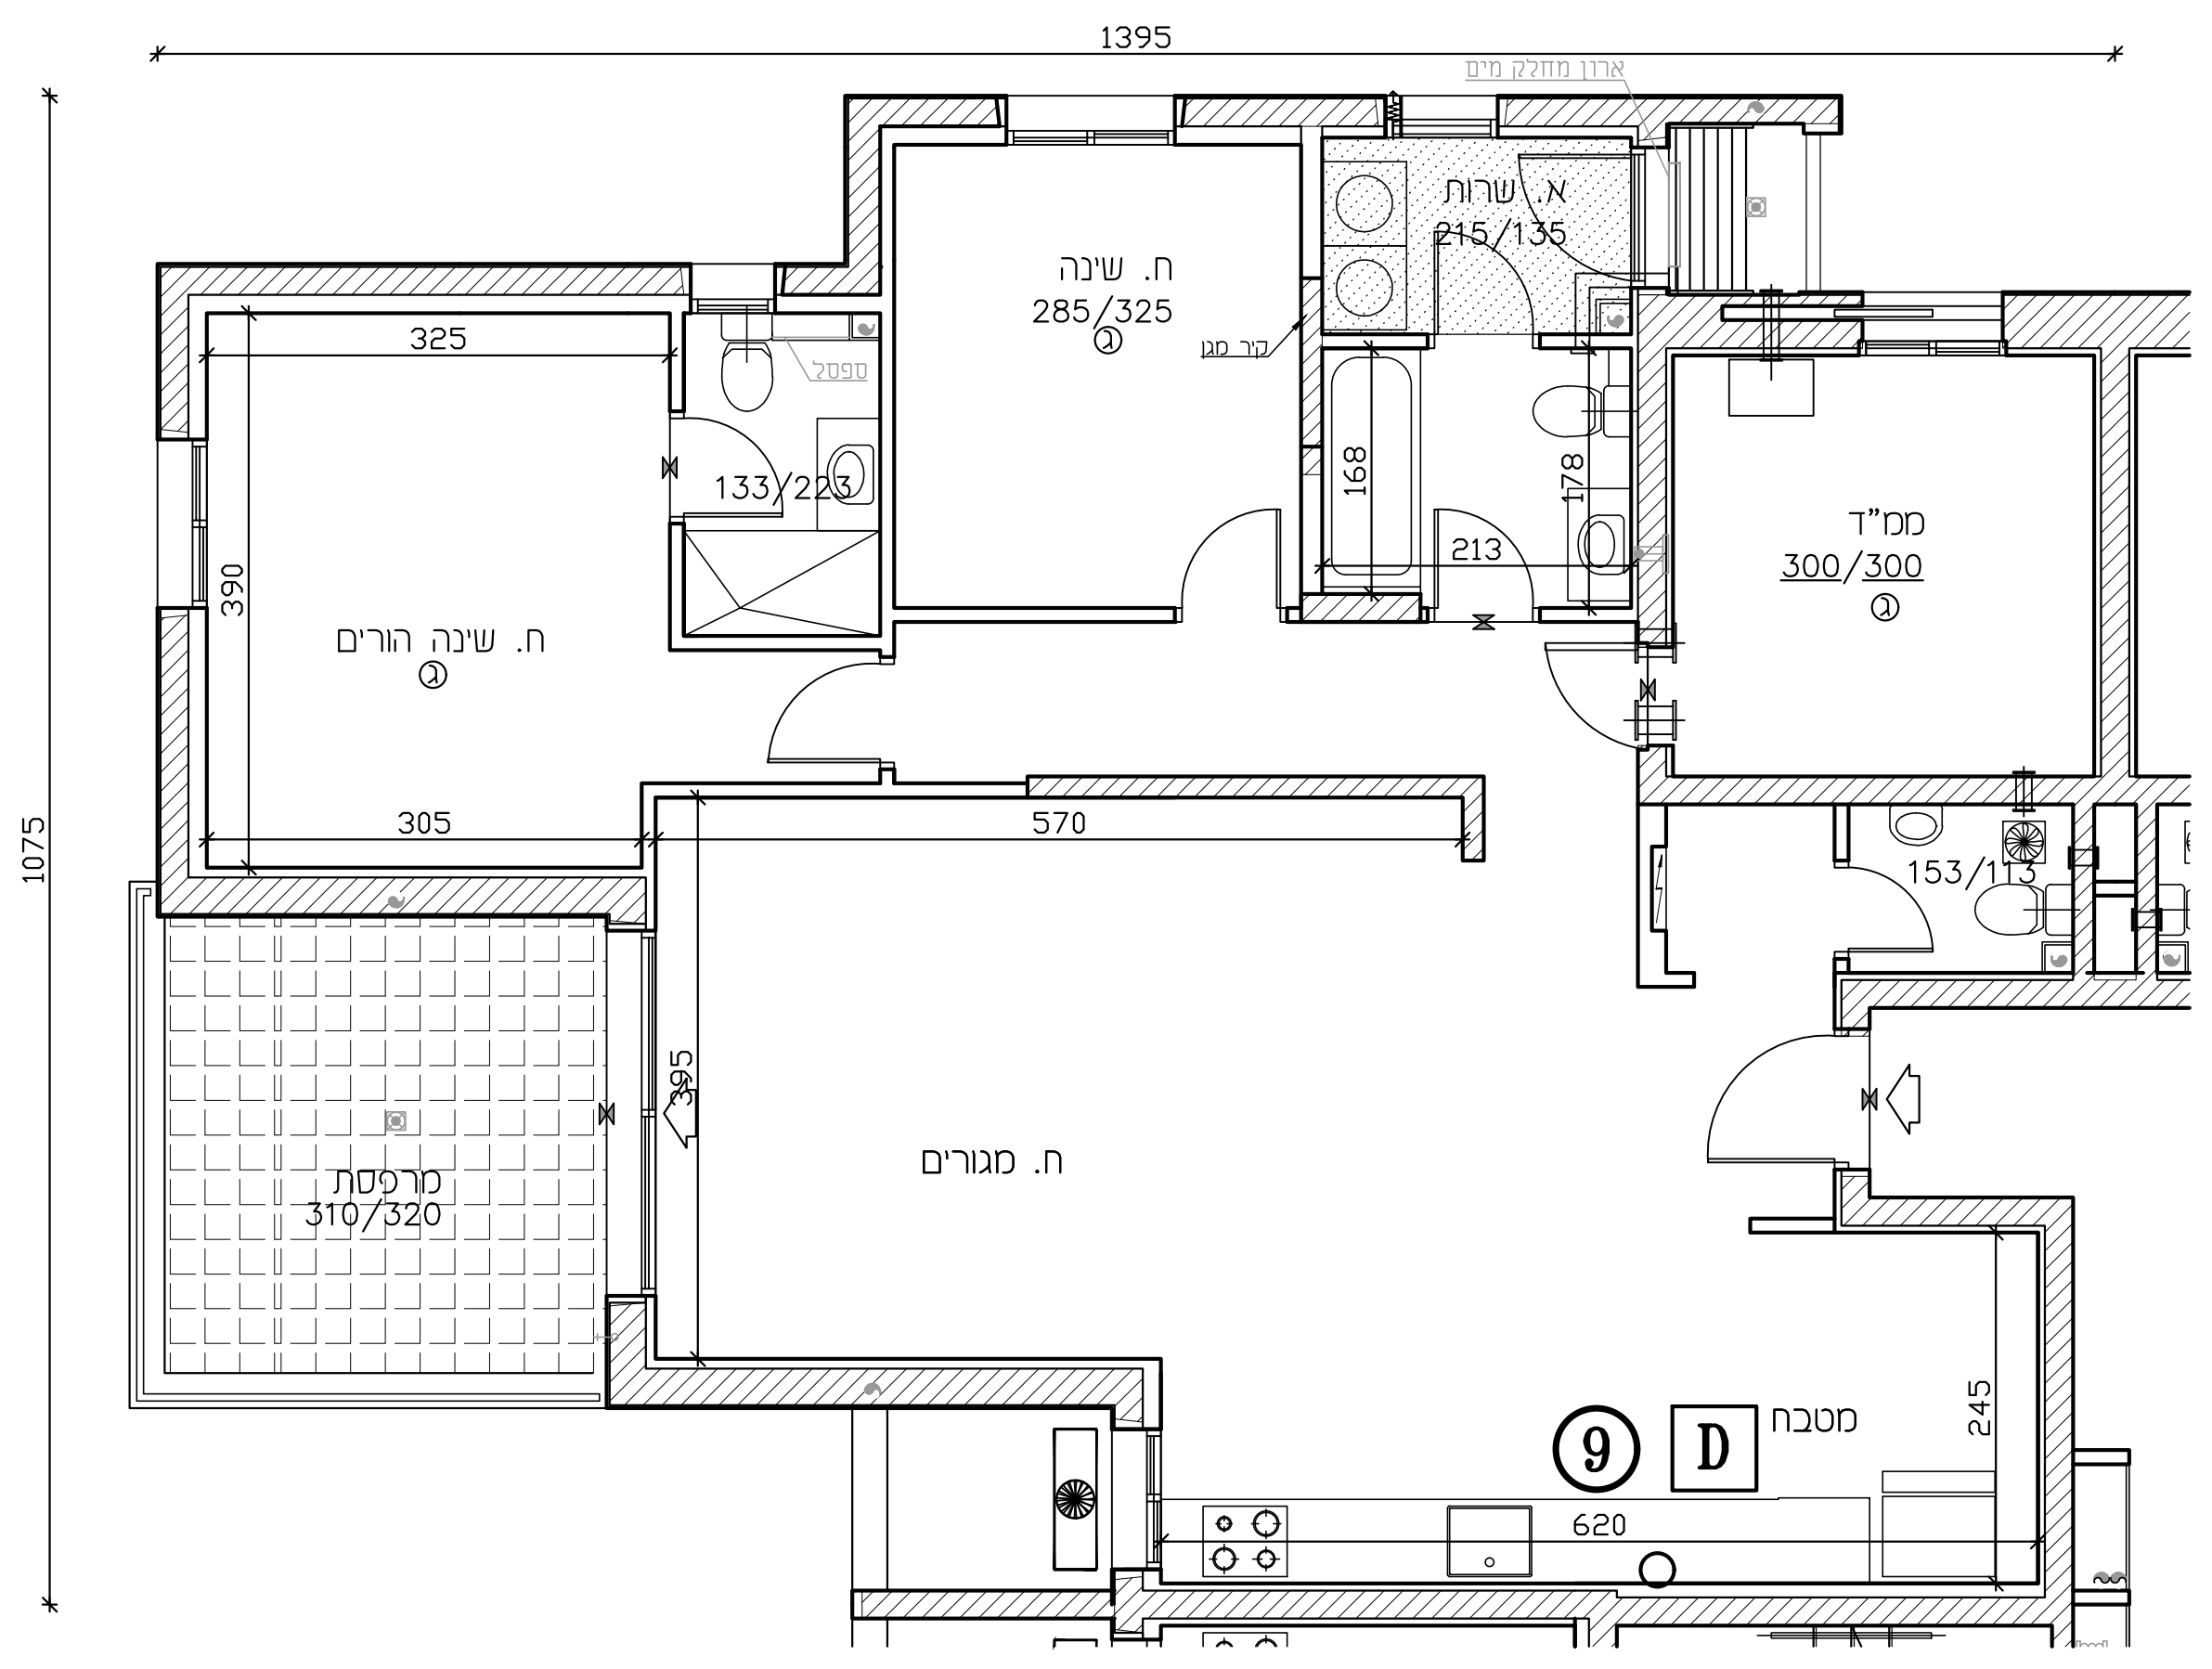 1395
ארון מחלק מים
א. שרות
215/135
ח. שינה
285/325
ג
קיר מגן
325
ספסל
133/223
390
168
178
213
ממ"ד
300/300
ג
ח. שינה הורים
ג
305
570
1075
153/113
395
ח. מגורים
מרפסת
310/320
245
מטבח
9
D
620